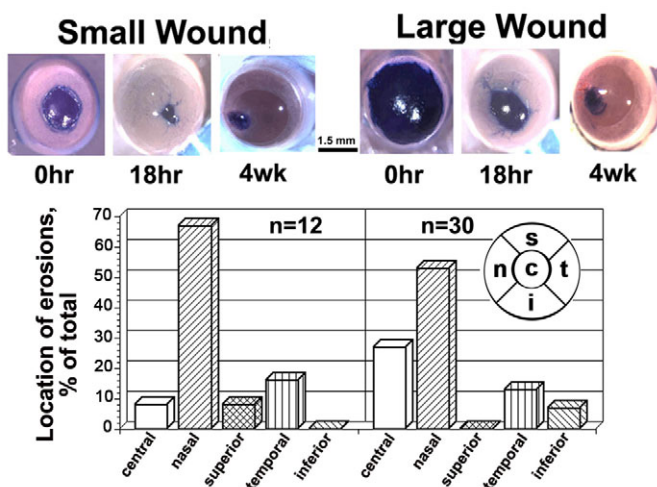 Small Wound
Large Wound
0hr
18hr
4wk
1.5 mm
0hr
18hr
4wk
Location of erosions,
% of total
70
60
50
40
30
20
10
0
n=12
n=30
s
n
c
t
i
central
nasal
superior
temporal
inferior
central
nasal
superior
temporal
inferior